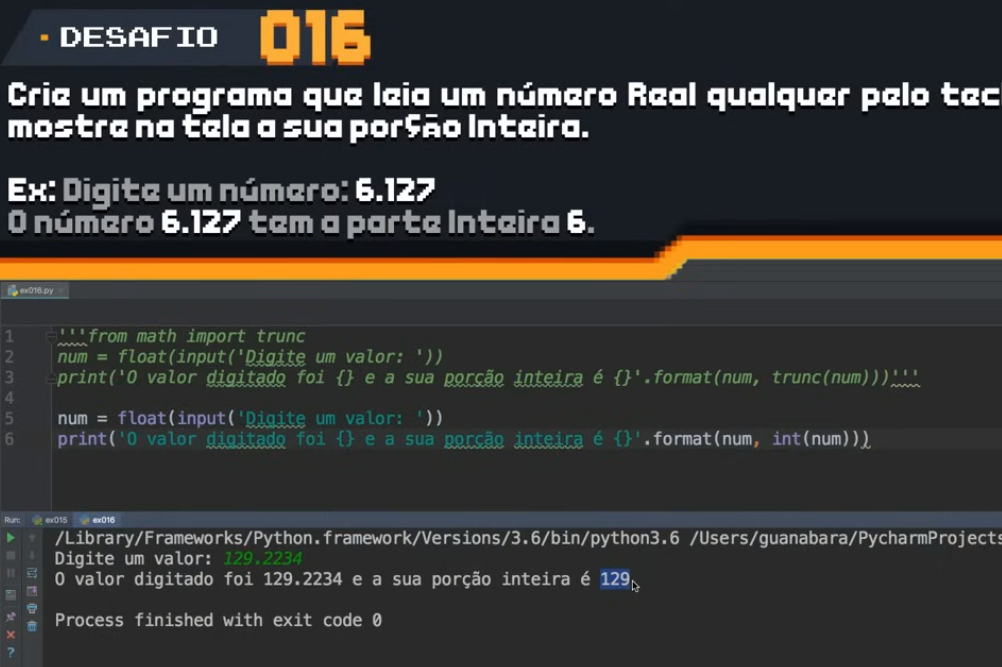 DESAFIO 016
Crie um programa que leia um número Real qualquer pelo tec
mostre na tela a sua porção Inteira.
Ex: Digite um número: 6.127
O número 6.127 tem a parte Inteira 6.
ex016.py
1 '''from math import trunc
2 num = float(input('Digite um valor: '))
3 print('O valor digitado foi {} e a sua porção inteira é {}'.format(num, trunc(num)))'''
4
5 num = float(input('Digite um valor: '))
6 print('O valor digitado foi {} e a sua porção inteira é {}'.format(num, int(num)))
Run: ex015 ex016
/Library/Frameworks/Python.framework/Versions/3.6/bin/python3.6 /Users/guanabara/PycharmProjects
Digite um valor: 129.2234
O valor digitado foi 129.2234 e a sua porção inteira é 129
Process finished with exit code 0